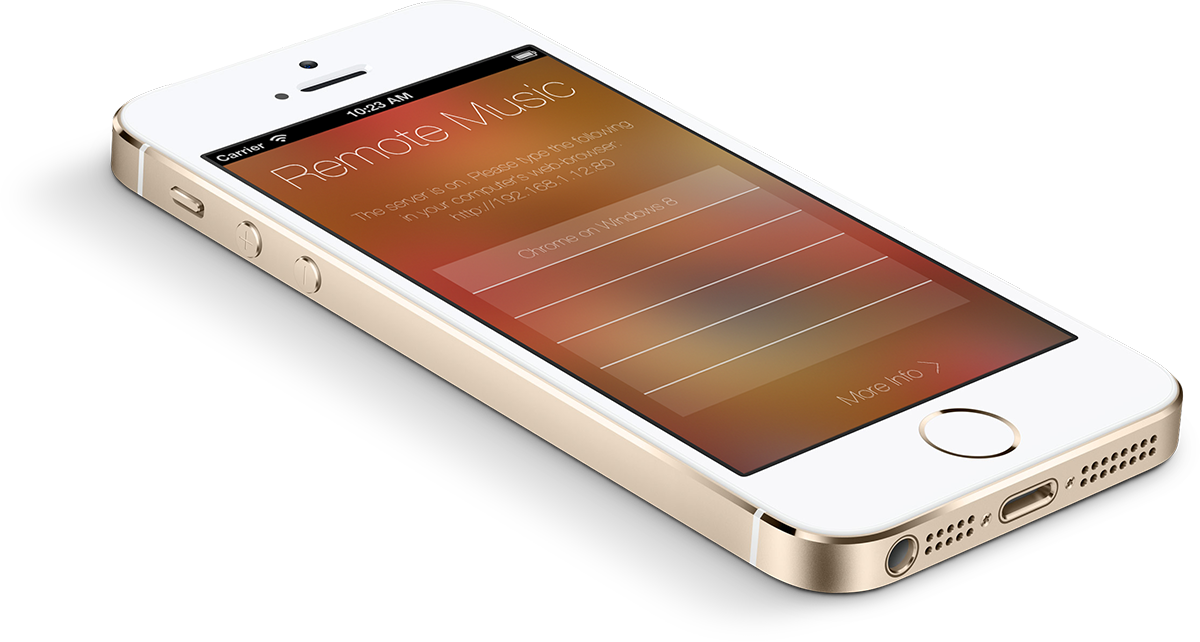 Carrier 10:23 AM
Remote Music
The server is on. Please type the following
in your computer's web-browser:
http://192.168.1.12:80
Chrome on Windows 8
More Info